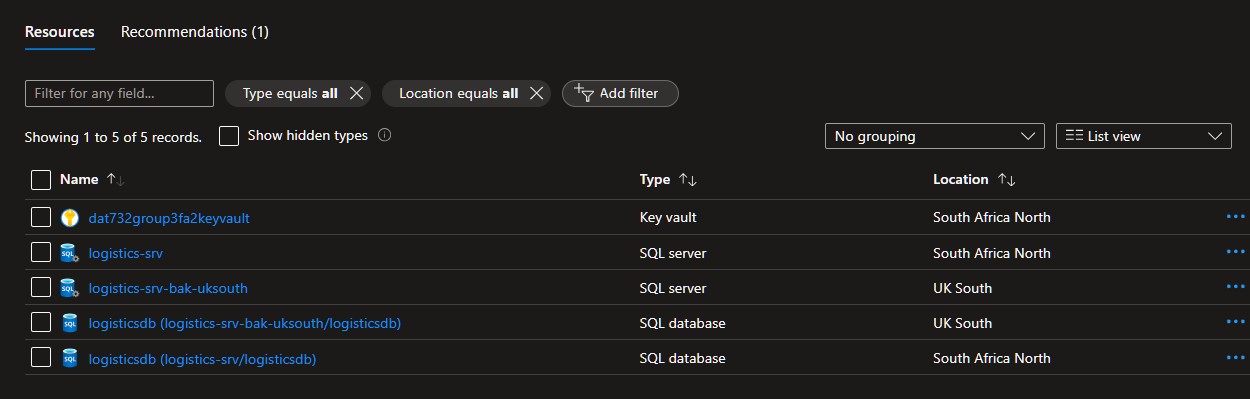 Resources Recommendations (1)
Filter for any field... Type equals all Location equals all Add filter
Showing 1 to 5 of 5 records. Show hidden types No grouping List view
Name Type Location
dat732group3fa2keyvault Key vault South Africa North
logistics-srv SQL server South Africa North
logistics-srv-bak-uksouth SQL server UK South
logisticsdb (logistics-srv-bak-uksouth/logisticsdb) SQL database UK South
logisticsdb (logistics-srv/logisticsdb) SQL database South Africa North